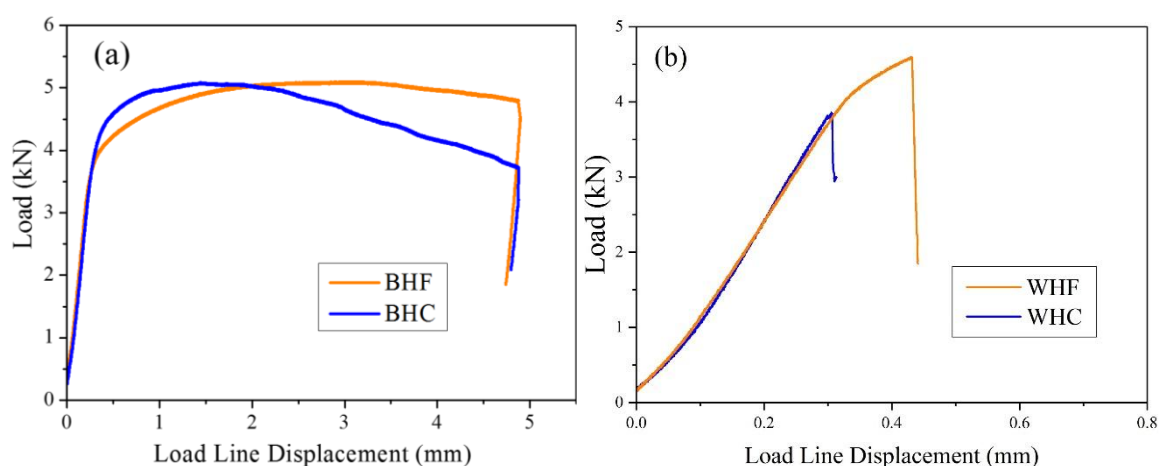 (a)
Load (kN)
6
5
4
3
2
1
0
BHF
BHC
0 1 2 3 4 5
Load Line Displacement (mm)
(b)
Load (kN)
5
4
3
2
1
0
WHF
WHC
0.0 0.2 0.4 0.6 0.8
Load Line Displacement (mm)